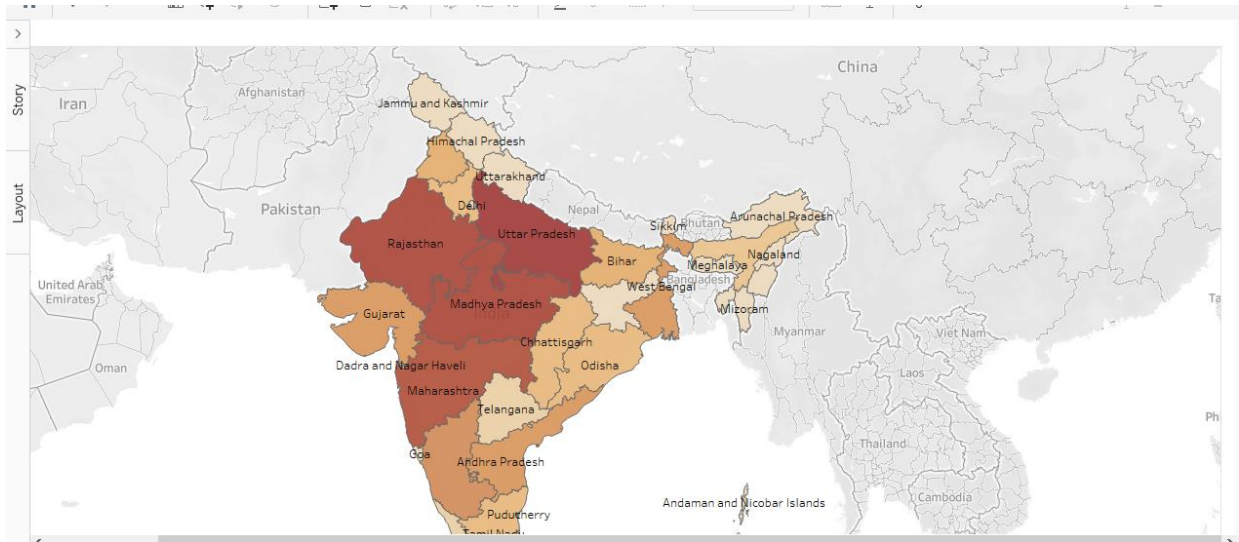 Story
Layout
China
Iran
Afghanistan
Jammu and Kashmir
Himachal Pradesh
Uttarakhand
Pakistan
Delhi
Nepal
Sikkim
Bhutan
Arunachal Pradesh
Rajasthan
Uttar Pradesh
Bihar
Meghalaya
Nagaland
Bangladesh
United Arab
Emirates
West Bengal
Gujarat
Madhya Pradesh
India
Mizoram
Myanmar
Viet Nam
Oman
Dadra and Nagar Haveli
Chhattisgarh
Odisha
Laos
Maharashtra
Telangana
Ph
Goa
Andhra Pradesh
Thailand
Andaman and Nicobar Islands
Cambodia
Puducherry
Tamil Nadu